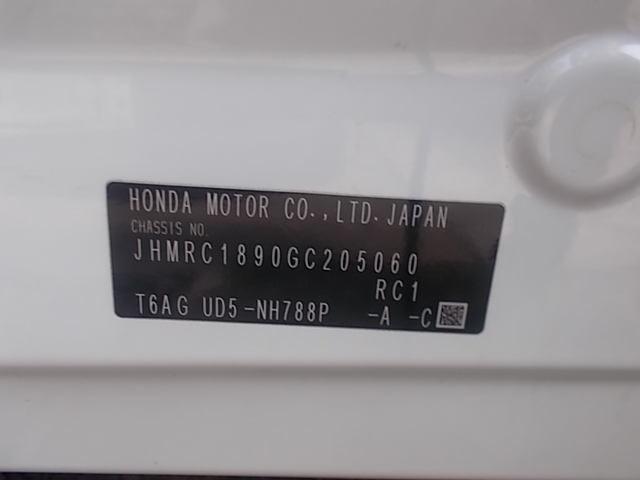 HONDA MOTOR CO.,LTD.JAPAN
CHASSIS NO.
JHMRC1890GC205060
RC1
T6AG UD5-NH788P -A -C